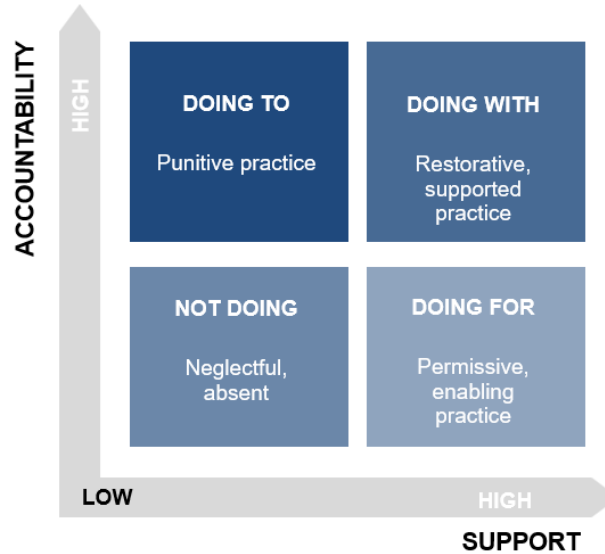 ACCOUNTABILITY
HIGH
DOING TO
Punitive practice
DOING WITH
Restorative,
supported
practice
NOT DOING
Neglectful,
absent
DOING FOR
Permissive,
enabling
practice
LOW
HIGH
SUPPORT